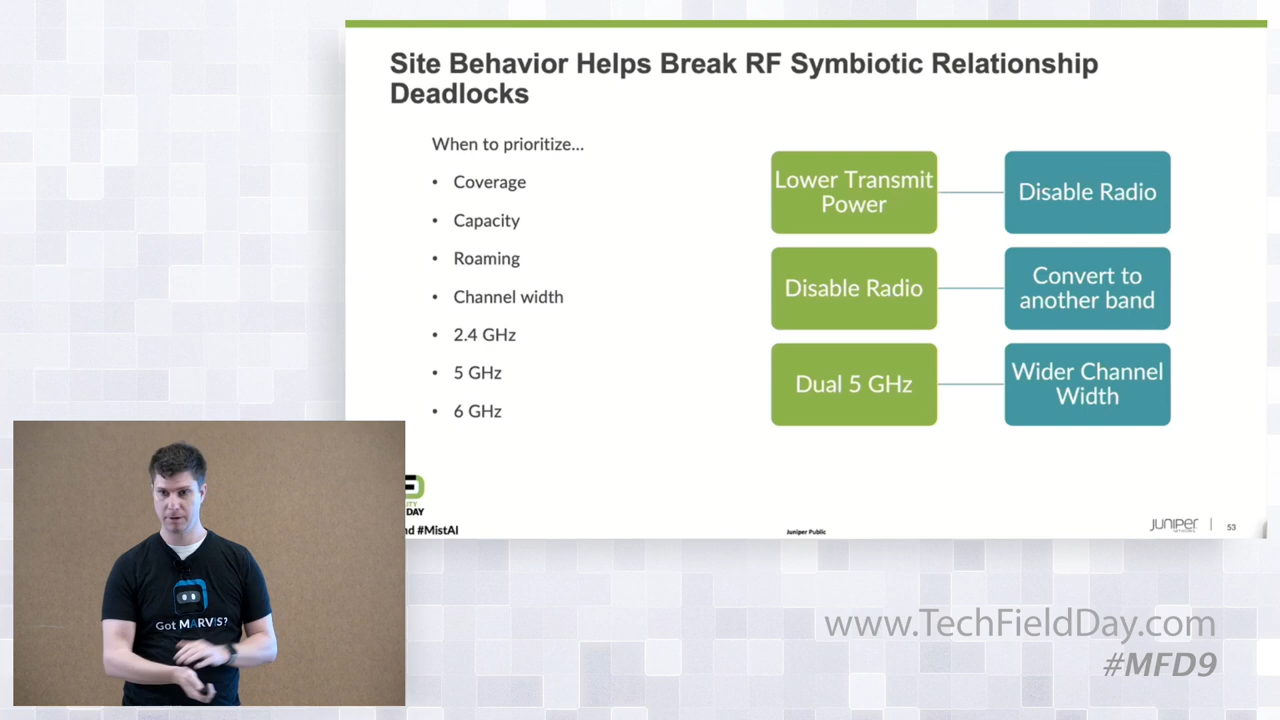 Site Behavior Helps Break RF Symbiotic Relationship
Deadlocks
When to prioritize...
• Coverage
• Capacity
• Roaming
• Channel width
• 2.4 GHz
• 5 GHz
• 6 GHz
Lower Transmit
Power
Disable Radio
Disable Radio
Convert to
another band
Dual 5 GHz
Wider Channel
Width
DAY
#MistAI
Juniper Public
JUNIPER
NETWORKS
53
Got MARVIS?
www.TechFieldDay.com
#MFD9